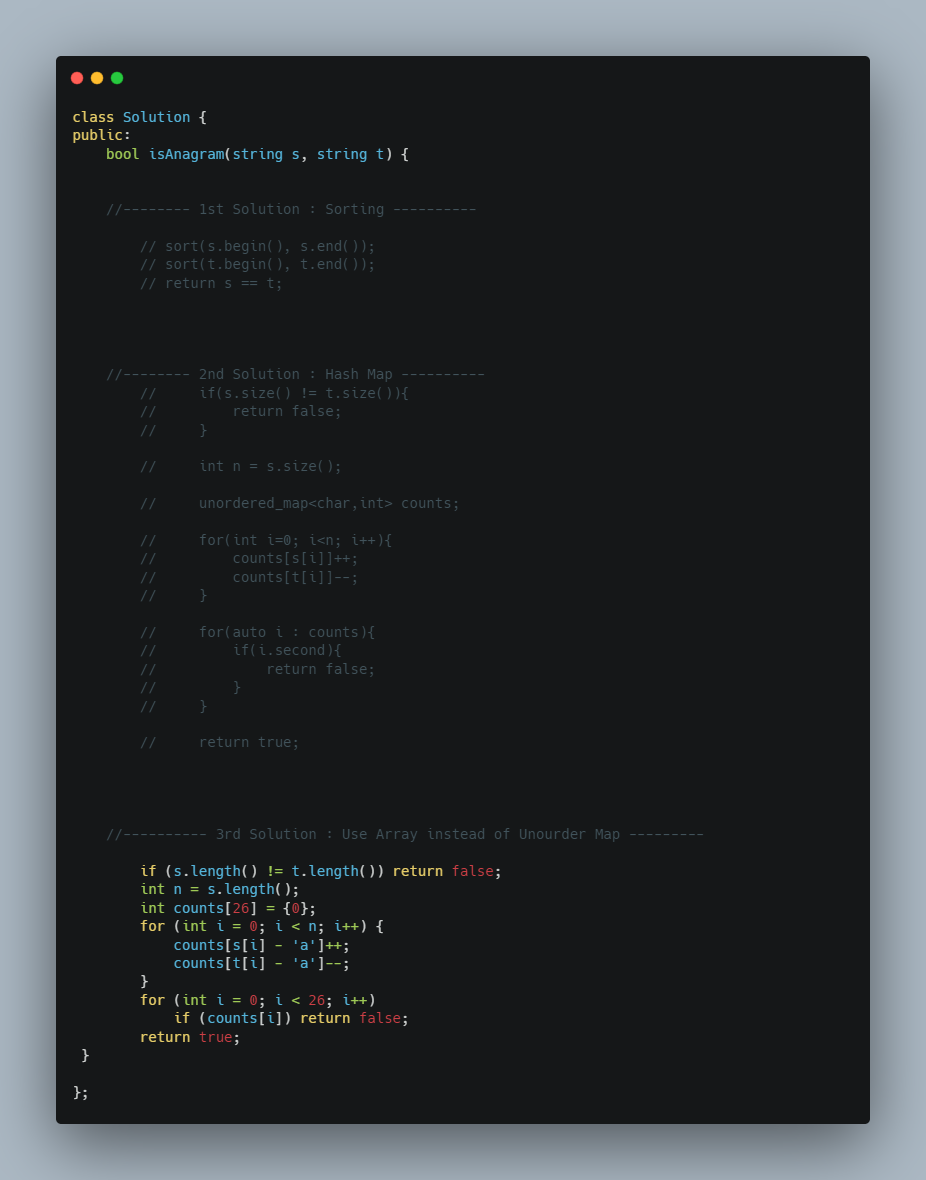 class Solution {
public:
    bool isAnagram(string s, string t) {
    //-------- 1st Solution : Sorting ----------
        // sort(s.begin(), s.end());
        // sort(t.begin(), t.end());
        // return s == t;
    //-------- 2nd Solution : Hash Map ----------
        //     if(s.size() != t.size()){
        //         return false;
        //     }
        //     int n = s.size();
        //     unordered_map<char,int> counts;
        //     for(int i=0; i<n; i++){
        //         counts[s[i]]++;
        //         counts[t[i]]--;
        //     }
        //     for(auto i : counts){
        //         if(i.second){
        //             return false;
        //         }
        //     }
        //     return true;
    //---------- 3rd Solution : Use Array instead of Unourder Map ---------
        if (s.length() != t.length()) return false;
        int n = s.length();
        int counts[26] = {0};
        for (int i = 0; i < n; i++) {
            counts[s[i] - 'a']++;
            counts[t[i] - 'a']--;
        }
        for (int i = 0; i < 26; i++)
            if (counts[i]) return false;
        return true;
 }
};